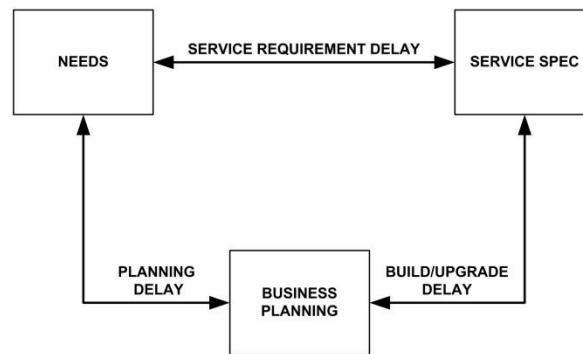 NEEDS
SERVICE REQUIREMENT DELAY
SERVICE SPEC
PLANNING
DELAY
BUSINESS
PLANNING
BUILD/UPGRADE
DELAY